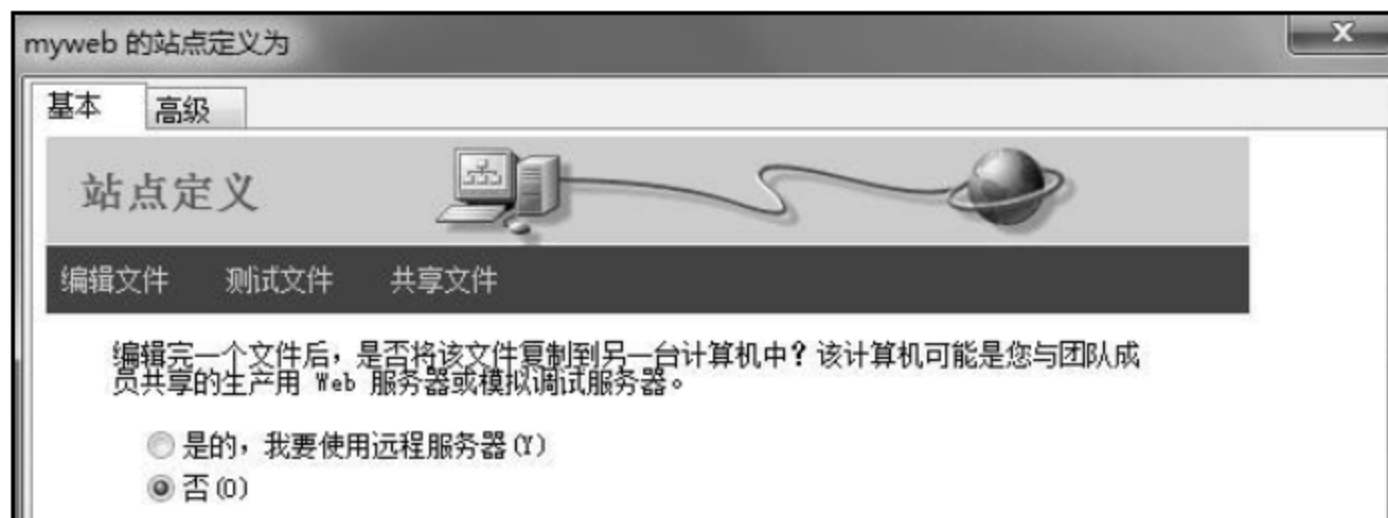 myweb 的站点定义为
基本 高级
站点定义
编辑文件 测试文件 共享文件
编辑完一个文件后，是否将该文件复制到另一台计算机中？该计算机可能是您与团队成
员共享的生产用 Web 服务器或模拟调试服务器。
是的，我要使用远程服务器(Y)
否(O)